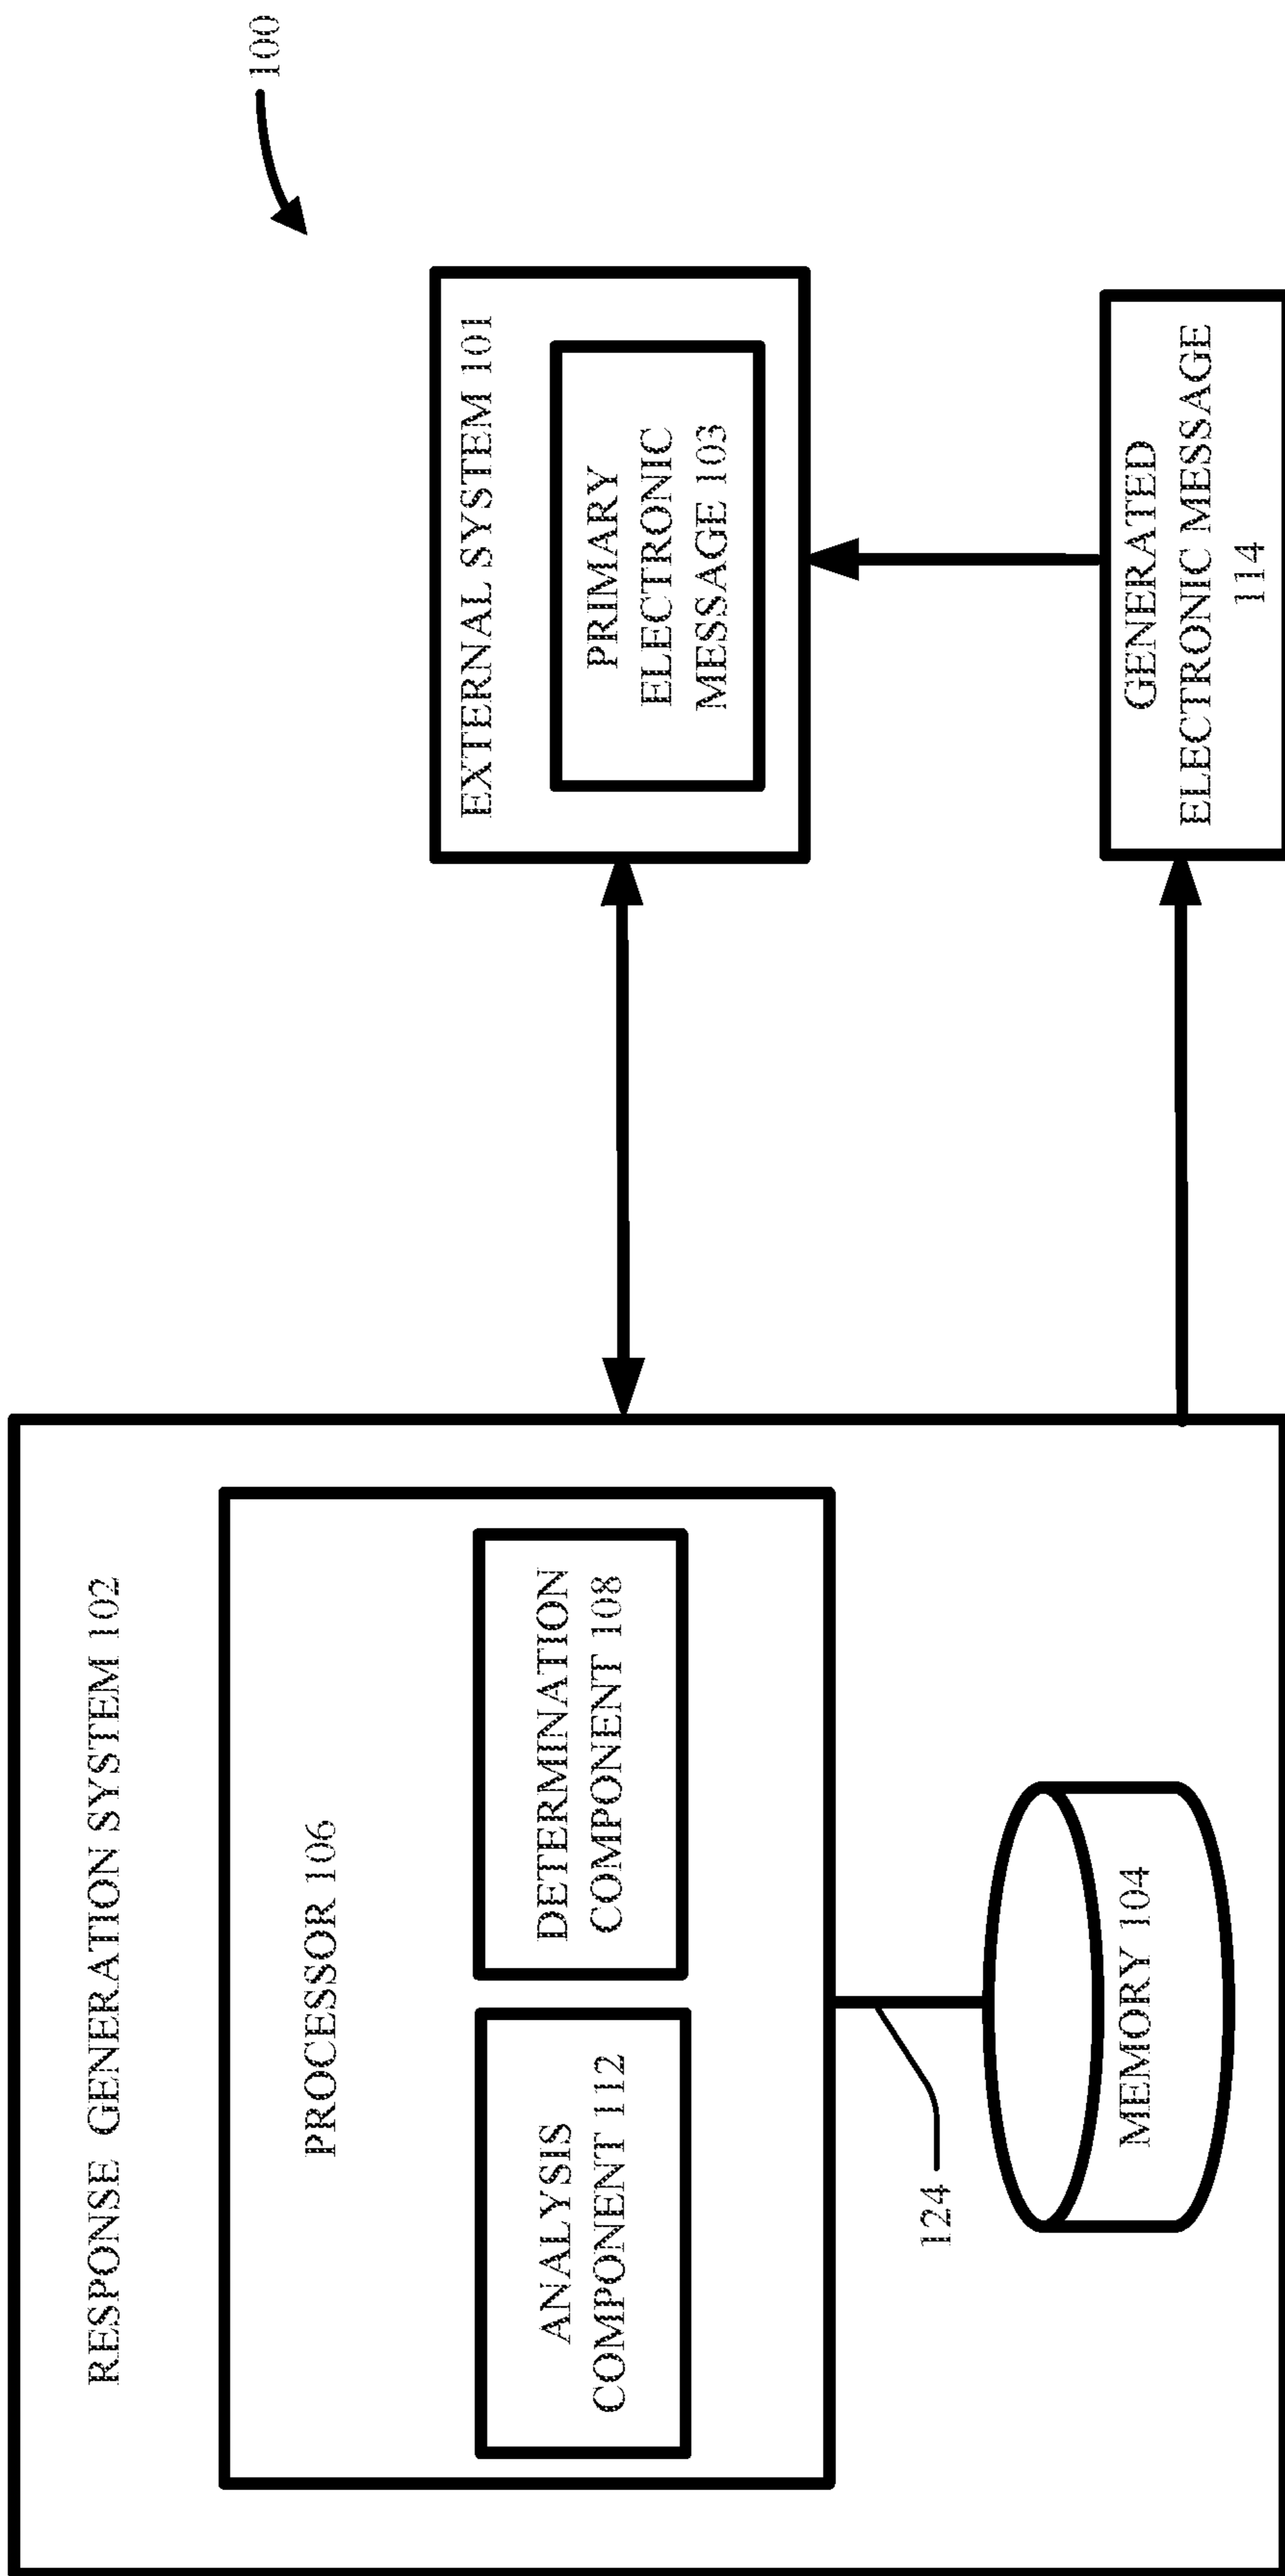 100
RESPONSE GENERATION SYSTEM 102
PROCESSOR 106
ANALYSIS
COMPONENT 112
DETERMINATION
COMPONENT 108
124
MEMORY 104
EXTERNAL SYSTEM 101
PRIMARY
ELECTRONIC
MESSAGE 103
GENERATED
ELECTRONIC MESSAGE
114